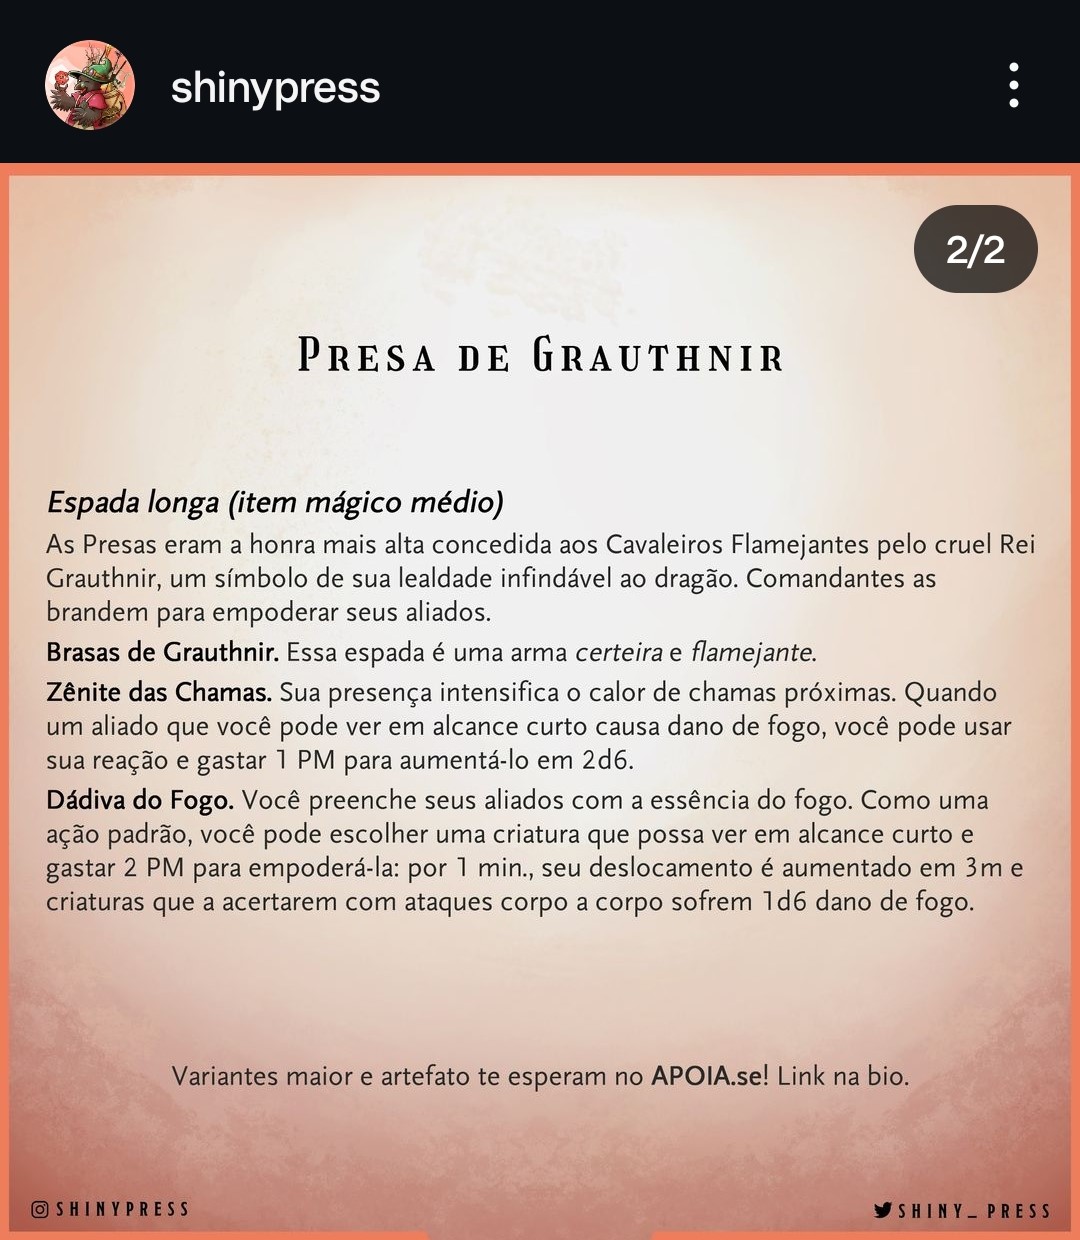 shinypress
2/2
Presa de Grauthnir
Espada longa (item mágico médio)
As Presas eram a honra mais alta concedida aos Cavaleiros Flamejantes pelo cruel Rei
Grauthnir, um símbolo de sua lealdade infindável ao dragão. Comandantes as
brandem para empoderar seus aliados.
Brasas de Grauthnir. Essa espada é uma arma certeira e flamejante.
Zênite das Chamas. Sua presença intensifica o calor de chamas próximas. Quando
um aliado que você pode ver em alcance curto causa dano de fogo, você pode usar
sua reação e gastar 1 PM para aumentá-lo em 2d6.
Dádiva do Fogo. Você preenche seus aliados com a essência do fogo. Como uma
ação padrão, você pode escolher uma criatura que possa ver em alcance curto e
gastar 2 PM para empoderá-la: por 1 min., seu deslocamento é aumentado em 3m e
criaturas que a acertarem com ataques corpo a corpo sofrem 1d6 dano de fogo.
Variantes maior e artefato te esperam no APOIA.se! Link na bio.
SHINYPRESS
SHINY_PRESS